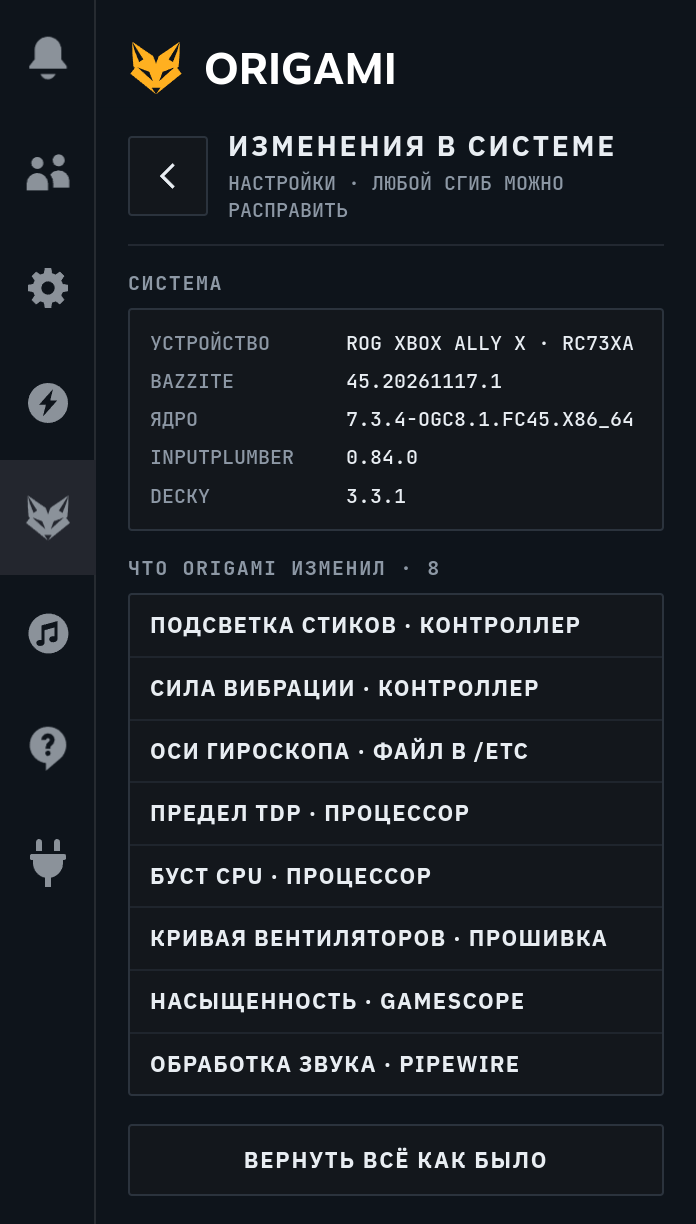 ORIGAMI
ИЗМЕНЕНИЯ В СИСТЕМЕ
НАСТРОЙКИ · ЛЮБОЙ СГИБ МОЖНО
РАСПРАВИТЬ
СИСТЕМА
УСТРОЙСТВО ROG XBOX ALLY X · RC73XA
BAZZITE 45.20261117.1
ЯДРО 7.3.4-OGC8.1.FC45.X86_64
INPUTPLUMBER 0.84.0
DECKY 3.3.1
ЧТО ORIGAMI ИЗМЕНИЛ · 8
ПОДСВЕТКА СТИКОВ · КОНТРОЛЛЕР
СИЛА ВИБРАЦИИ · КОНТРОЛЛЕР
ОСИ ГИРОСКОПА · ФАЙЛ В /ETC
ПРЕДЕЛ TDP · ПРОЦЕССОР
БУСТ CPU · ПРОЦЕССОР
КРИВАЯ ВЕНТИЛЯТОРОВ · ПРОШИВКА
НАСЫЩЕННОСТЬ · GAMESCOPE
ОБРАБОТКА ЗВУКА · PIPEWIRE
ВЕРНУТЬ ВСЁ КАК БЫЛО